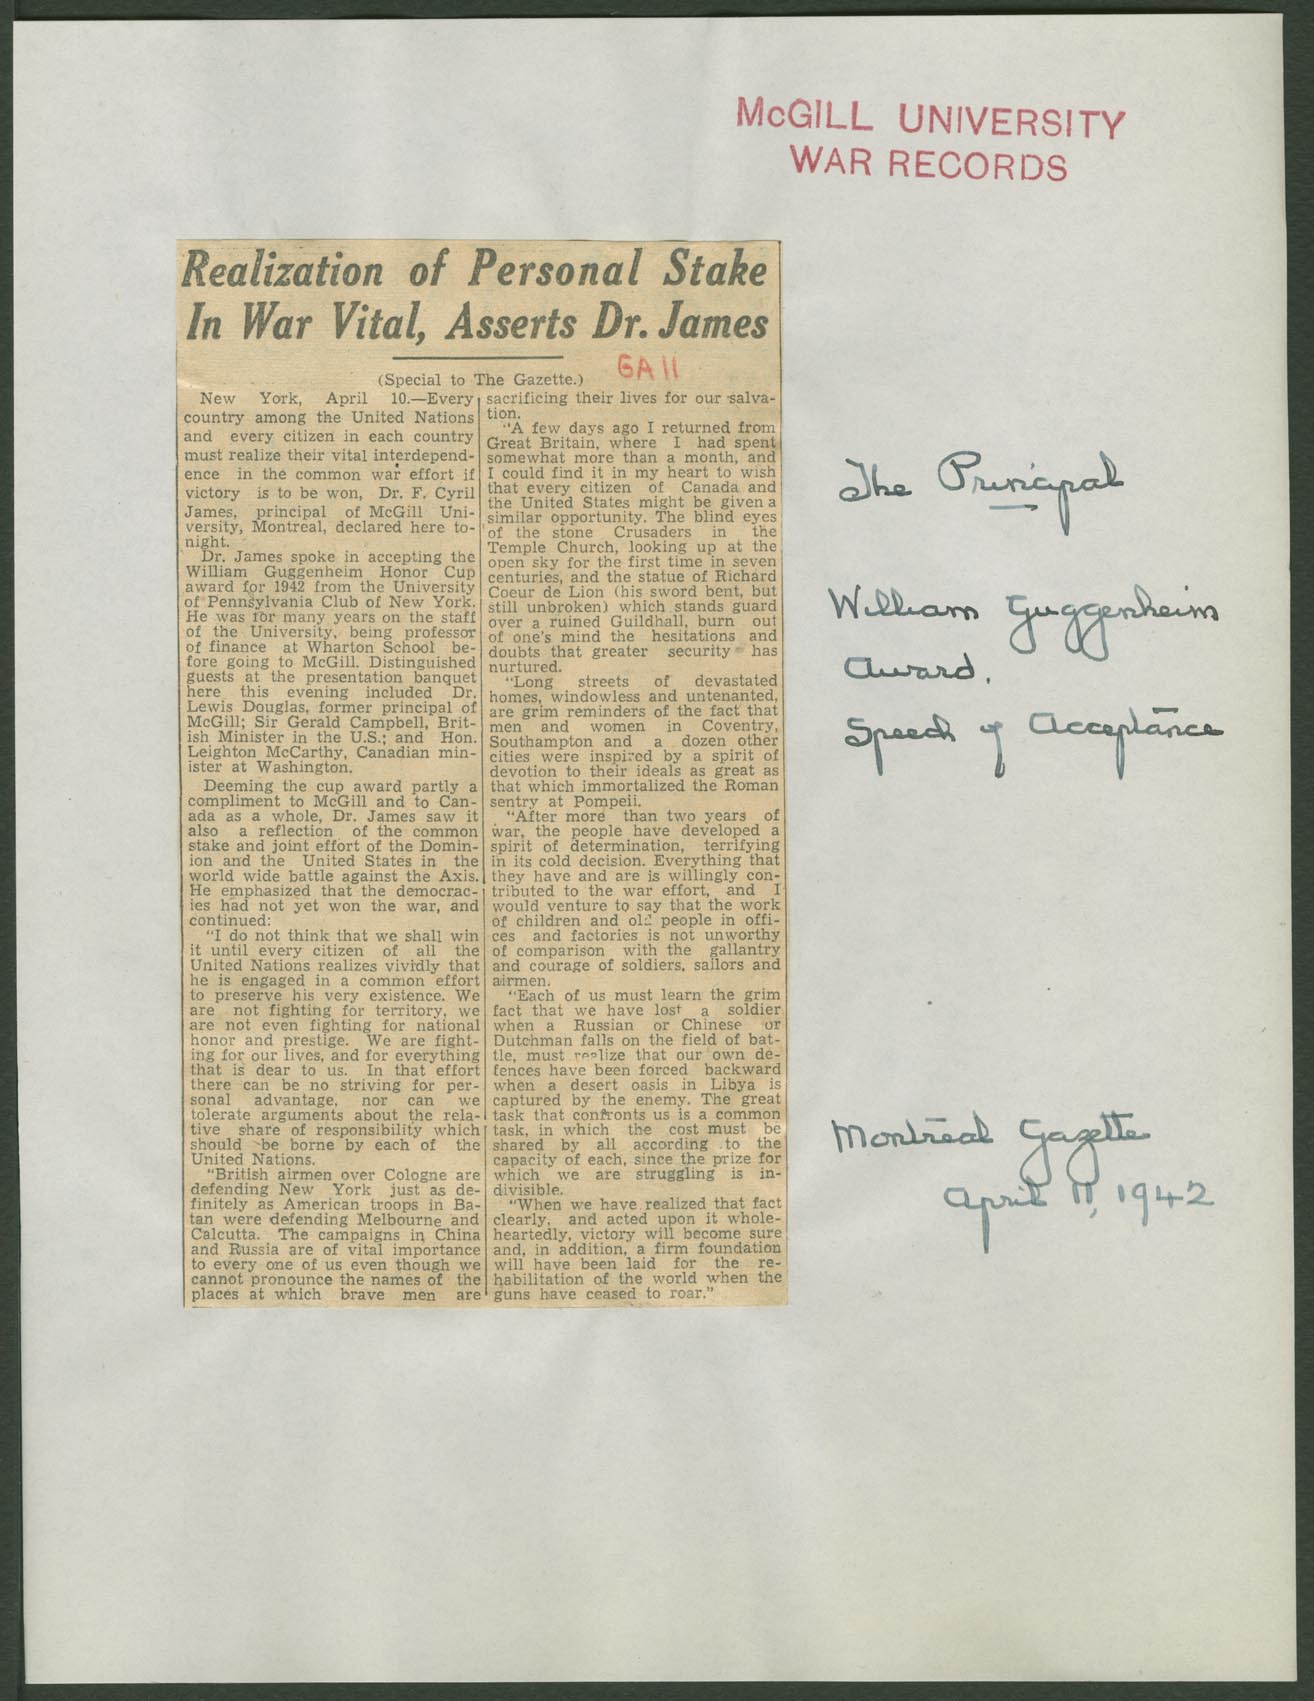 McGILL UNIVERSITY
WAR RECORDS
Realization of Personal Stake
In War Vital, Asserts Dr. James
GA11
(Special to The Gazette.)
New York, April 10.—Every
country among the United Nations
and every citizen in each country
must realize their vital interdepend-
ence in the common war effort if
victory is to be won, Dr. F. Cyril
James, principal of McGill Uni-
versity, Montreal, declared here to-
night.
Dr. James spoke in accepting the
William Guggenheim Honor Cup
award for 1942 from the University
of Pennsylvania Club of New York.
He was for many years on the staff
of the University, being professor
of finance at Wharton School be-
fore going to McGill. Distinguished
guests at the presentation banquet
here this evening included Dr.
Lewis Douglas, former principal of
McGill; Sir Gerald Campbell, Brit-
ish Minister in the U.S.; and Hon.
Leighton McCarthy, Canadian min-
ister at Washington.
Deeming the cup award partly a
compliment to McGill and to Can-
ada as a whole, Dr. James saw it
also a reflection of the common
stake and joint effort of the Domin-
ion and the United States in the
world wide battle against the Axis.
He emphasized that the democrac-
ies had not yet won the war, and
continued:
"I do not think that we shall win
it until every citizen of all the
United Nations realizes vividly that
he is engaged in a common effort
to preserve his very existence. We
are not fighting for territory, we
are not even fighting for national
honor and prestige. We are fight-
ing for our lives, and for everything
that is dear to us. In that effort
there can be no striving for per-
sonal advantage, nor can we
tolerate arguments about the rela-
tive share of responsibility which
should be borne by each of the
United Nations.
"British airmen over Cologne are
defending New York just as de-
finitely as American troops in Ba-
tan were defending Melbourne and
Calcutta. The campaigns in China
and Russia are of vital importance
to every one of us even though we
cannot pronounce the names of the
places at which brave men are
sacrificing their lives for our salva-
tion.
"A few days ago I returned from
Great Britain, where I had spent
somewhat more than a month, and
I could find it in my heart to wish
that every citizen of Canada and
the United States might be given a
similar opportunity. The blind eyes
of the stone Crusaders in the
Temple Church, looking up at the
open sky for the first time in seven
centuries, and the statue of Richard
Coeur de Lion (his sword bent, but
still unbroken) which stands guard
over a ruined Guildhall, burn out
of one's mind the hesitations and
doubts that greater security has
nurtured.
"Long streets of devastated
homes, windowless and untenanted,
are grim reminders of the fact that
men and women in Coventry,
Southampton and a dozen other
cities were inspired by a spirit of
devotion to their ideals as great as
that which immortalized the Roman
sentry at Pompeii.
"After more than two years of
war, the people have developed a
spirit of determination, terrifying
in its cold decision. Everything that
they have and are is willingly con-
tributed to the war effort, and I
would venture to say that the work
of children and old people in offi-
ces and factories is not unworthy
of comparison with the gallantry
and courage of soldiers, sailors and
airmen.
"Each of us must learn the grim
fact that we have lost a soldier
when a Russian or Chinese or
Dutchman falls on the field of bat-
tle, must realize that our own de-
fences have been forced backward
when a desert oasis in Libya is
captured by the enemy. The great
task that confronts us is a common
task, in which the cost must be
shared by all according to the
capacity of each, since the prize for
which we are struggling is in-
divisible.
"When we have realized that fact
clearly, and acted upon it whole-
heartedly, victory will become sure
and, in addition, a firm foundation
will have been laid for the re-
habilitation of the world when the
guns have ceased to roar."
The Principal
William Guggenheim
Award.
Speech of Acceptance
Montreal Gazette
April 11, 1942